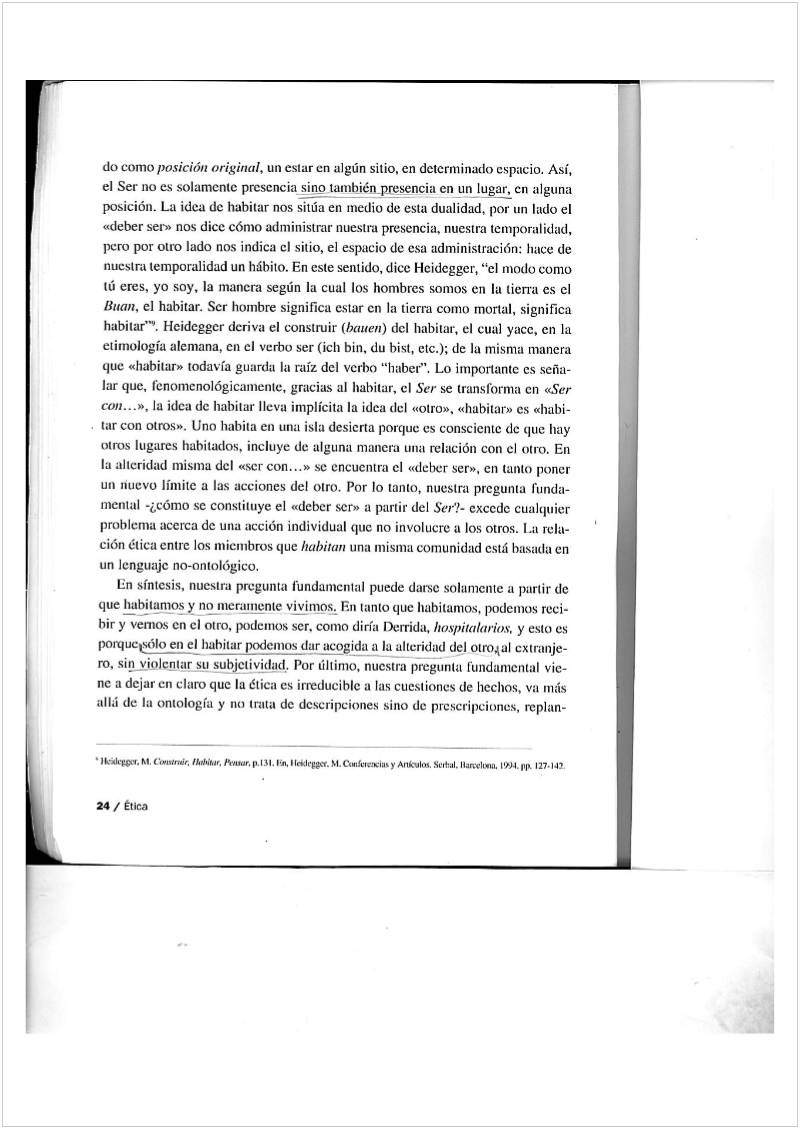 do como posición original, un estar en algún sitio, en determinado espacio. Así,
el Ser no es solamente presencia sino también presencia en un lugar, en alguna
posición. La idea de habitar nos sitúa en medio de esta dualidad, por un lado el
«deber ser» nos dice cómo administrar nuestra presencia, nuestra temporalidad,
pero por otro lado nos indica el sitio, el espacio de esa administración: hace de
nuestra temporalidad un hábito. En este sentido, dice Heidegger, “el modo como
tú eres, yo soy, la manera según la cual los hombres somos en la tierra es el
Buan, el habitar. Ser hombre significa estar en la tierra como mortal, significa
habitar”⁹. Heidegger deriva el construir (bauen) del habitar, el cual yace, en la
etimología alemana, en el verbo ser (ich bin, du bist, etc.); de la misma manera
que «habitar» todavía guarda la raíz del verbo “haber”. Lo importante es seña-
lar que, fenomenológicamente, gracias al habitar, el Ser se transforma en «Ser
con...», la idea de habitar lleva implícita la idea del «otro», «habitar» es «habi-
tar con otros». Uno habita en una isla desierta porque es consciente de que hay
otros lugares habitados, incluye de alguna manera una relación con el otro. En
la alteridad misma del «ser con...» se encuentra el «deber ser», en tanto poner
un nuevo límite a las acciones del otro. Por lo tanto, nuestra pregunta funda-
mental -¿cómo se constituye el «deber ser» a partir del Ser?- excede cualquier
problema acerca de una acción individual que no involucre a los otros. La rela-
ción ética entre los miembros que habitan una misma comunidad está basada en
un lenguaje no-ontológico.
En síntesis, nuestra pregunta fundamental puede darse solamente a partir de
que habitamos y no meramente vivimos. En tanto que habitamos, podemos reci-
bir y vernos en el otro, podemos ser, como diría Derrida, hospitalarios, y esto es
porque sólo en el habitar podemos dar acogida a la alteridad del otro, al extranje-
ro, sin violentar su subjetividad. Por último, nuestra pregunta fundamental vie-
ne a dejar en claro que la ética es irreducible a las cuestiones de hechos, va más
allá de la ontología y no trata de descripciones sino de prescripciones, replan-
⁹ Heidegger, M. Construir, Habitar, Pensar, p.131. En, Heidegger, M. Conferencias y Artículos. Serbal, Barcelona, 1994, pp. 127-142.
24 / Ética